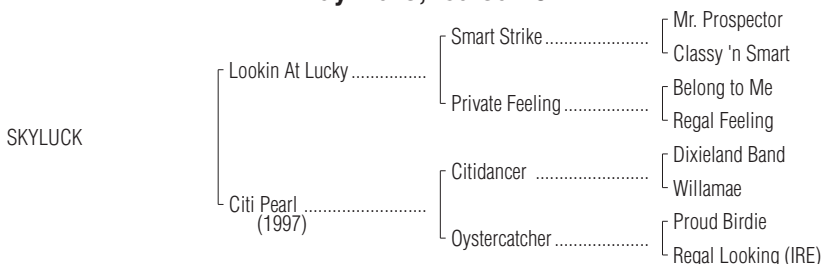 Smart Strike.....................
Mr. Prospector
Classy 'n Smart
Lookin At Lucky...............
Private Feeling...................
Belong to Me
Regal Feeling
SKYLUCK
Citidancer .........................
Dixieland Band
Willamae
Citi Pearl .........................
(1997)
Oystercatcher....................
Proud Birdie
Regal Looking (IRE)